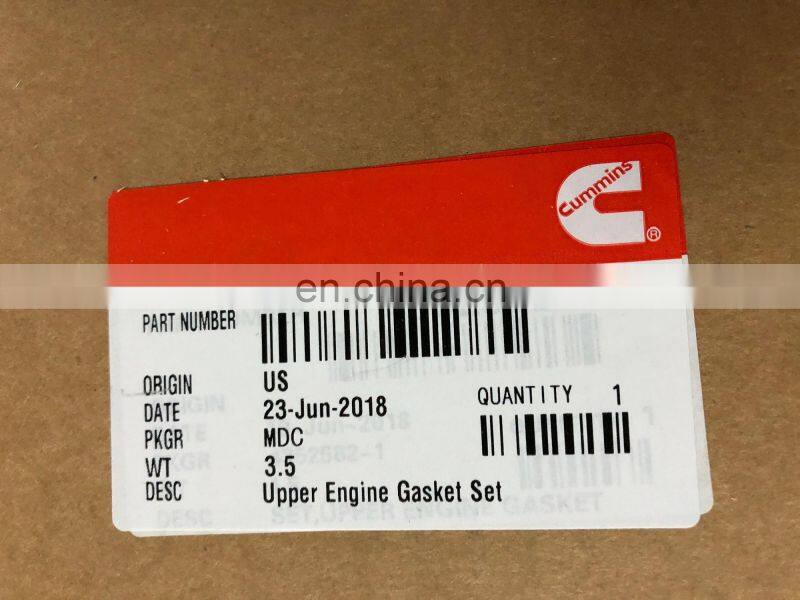 Cummins
®
en.china.cn
PART NUMBER
ORIGIN US
DATE 23-Jun-2018
QUANTITY 1
PKGR MDC
WT 3.5
DESC Upper Engine Gasket Set